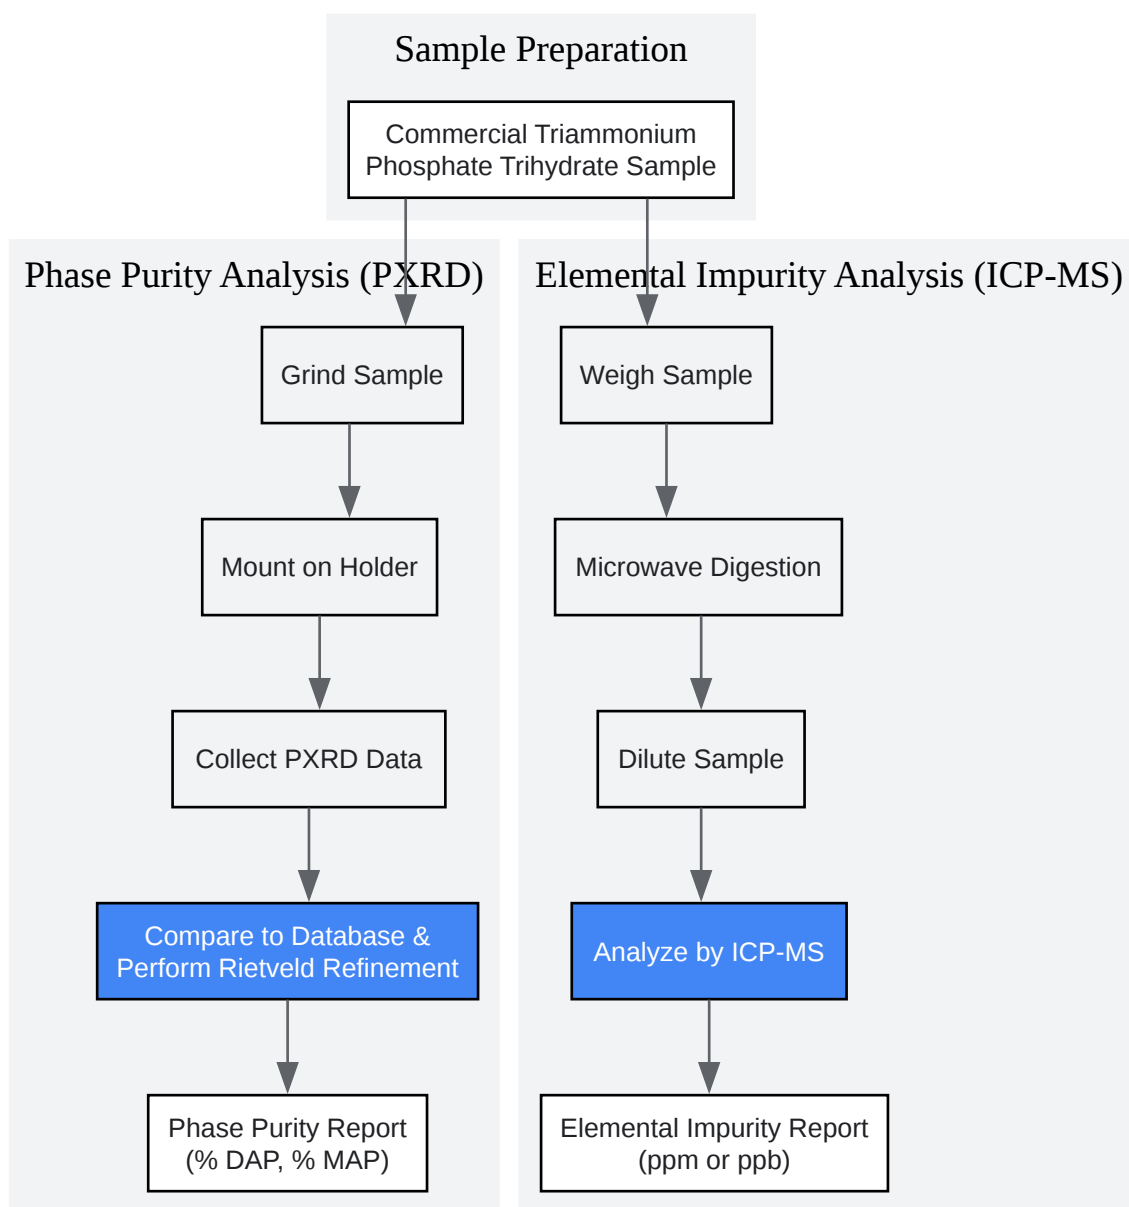 Sample Preparation
Commercial Triammonium
Phosphate Trihydrate Sample
Phase Purity Analysis (PXRD)
Grind Sample
Mount on Holder
Collect PXRD Data
Compare to Database &
Perform Rietveld Refinement
Phase Purity Report
(% DAP, % MAP)
Elemental Impurity Analysis (ICP-MS)
Weigh Sample
Microwave Digestion
Dilute Sample
Analyze by ICP-MS
Elemental Impurity Report
(ppm or ppb)